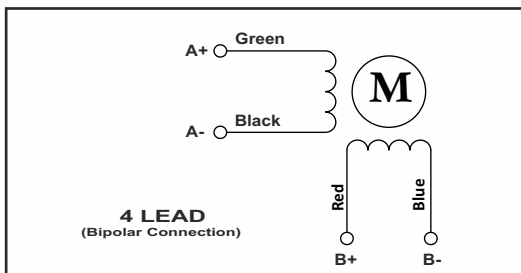 A+ Green
M
A- Black
Red Blue
4 LEAD
(Bipolar Connection)
B+ B-